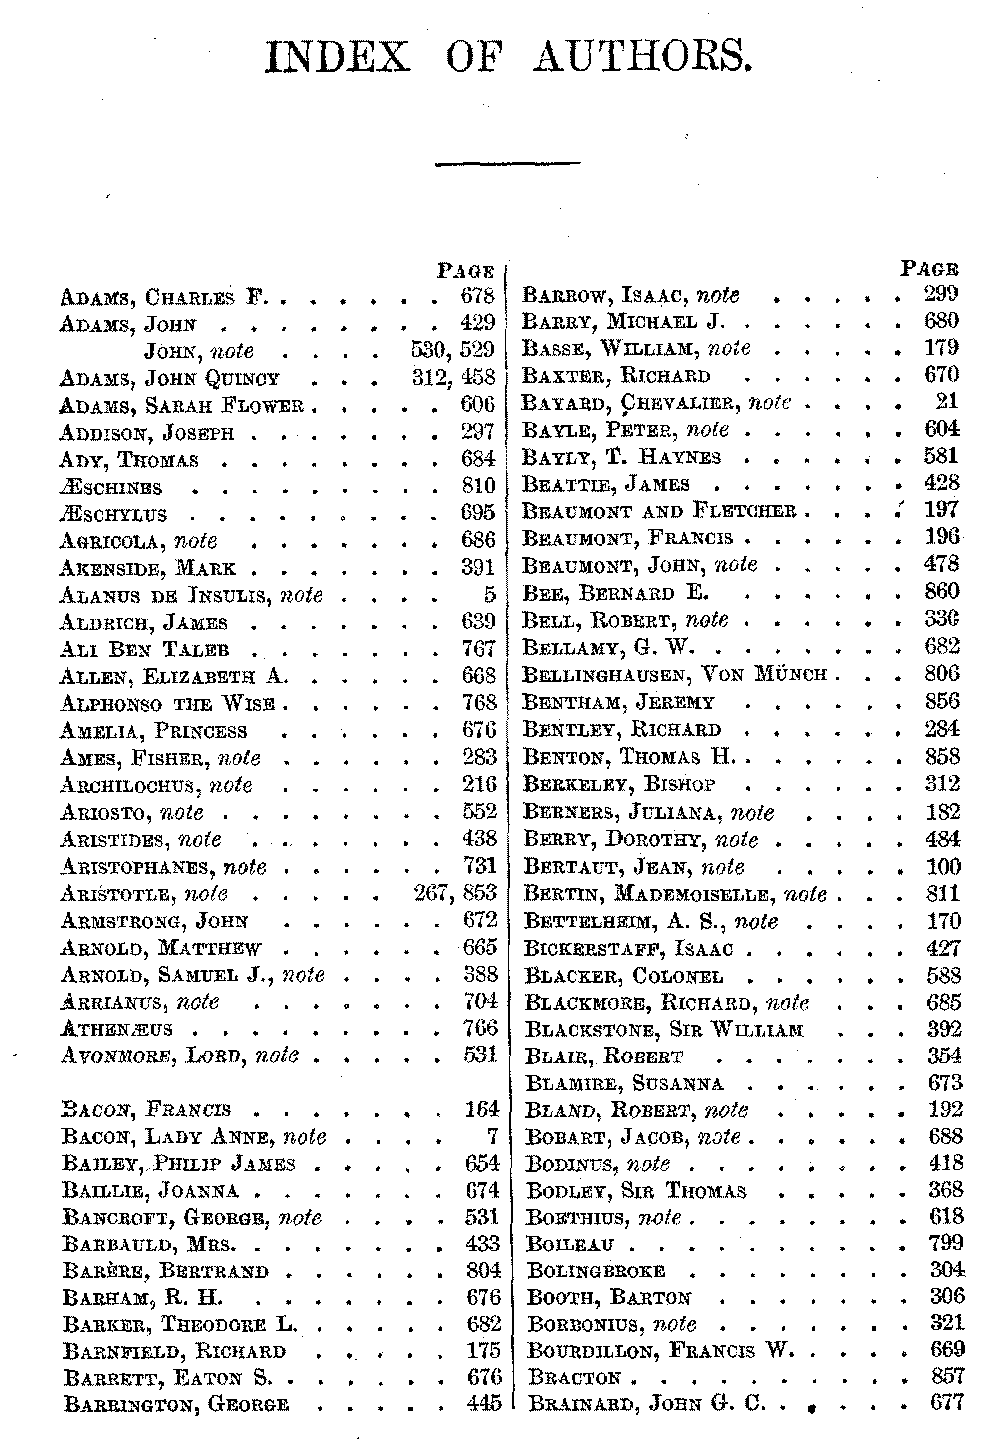 INDEX OF AUTHORS.
PAGE
ADAMS, CHARLES F. . . . . . . 678
ADAMS, JOHN . . . . . . . . 429
JOHN, note . . . . 530, 529
ADAMS, JOHN QUINCY . . . 312, 458
ADAMS, SARAH FLOWER . . . . . 606
ADDISON, JOSEPH . . . . . . . 297
ADY, THOMAS . . . . . . . . 684
ÆSCHINES . . . . . . . . . 810
ÆSCHYLUS . . . . . . . . . 695
AGRICOLA, note . . . . . . . 686
AKENSIDE, MARK . . . . . . . 391
ALANUS DE INSULIS, note . . . . 5
ALDRICH, JAMES . . . . . . . 639
ALI BEN TALEB . . . . . . . 767
ALLEN, ELIZABETH A. . . . . . 668
ALPHONSO THE WISE . . . . . . 768
AMELIA, PRINCESS . . . . . . 676
AMES, FISHER, note . . . . . . 283
ARCHILOCHUS, note . . . . . . 216
ARIOSTO, note . . . . . . . . 552
ARISTIDES, note . . . . . . . 438
ARISTOPHANES, note . . . . . . 731
ARISTOTLE, note . . . . . 267, 853
ARMSTRONG, JOHN . . . . . . 672
ARNOLD, MATTHEW . . . . . . 665
ARNOLD, SAMUEL J., note . . . . 388
ARRIANUS, note . . . . . . . 704
ATHENÆUS . . . . . . . . . 766
AVONMORE, LORD, note . . . . . 531
BACON, FRANCIS . . . . . . . 164
BACON, LADY ANNE, note . . . . 7
BAILEY, PHILIP JAMES . . . . . 654
BAILLIE, JOANNA . . . . . . . 674
BANCROFT, GEORGE, note . . . . 531
BARBAULD, MRS. . . . . . . . 433
BARÈRE, BERTRAND . . . . . . 804
BARHAM, R. H. . . . . . . . 676
BARKER, THEODORE L. . . . . . 682
BARNFIELD, RICHARD . . . . . 175
BARRETT, EATON S. . . . . . . 676
BARRINGTON, GEORGE . . . . . 445
PAGE
BARROW, ISAAC, note . . . . . 299
BARRY, MICHAEL J. . . . . . . 680
BASSE, WILLIAM, note . . . . . 179
BAXTER, RICHARD . . . . . . 670
BAYARD, CHEVALIER, note . . . . 21
BAYLE, PETER, note . . . . . . 604
BAYLY, T. HAYNES . . . . . . 581
BEATTIE, JAMES . . . . . . . 428
BEAUMONT AND FLETCHER . . . . 197
BEAUMONT, FRANCIS . . . . . . 196
BEAUMONT, JOHN, note . . . . . 478
BEE, BERNARD E. . . . . . . 860
BELL, ROBERT, note . . . . . . 336
BELLAMY, G. W. . . . . . . . 682
BELLINGHAUSEN, VON MÜNCH . . . 806
BENTHAM, JEREMY . . . . . . 856
BENTLEY, RICHARD . . . . . . 284
BENTON, THOMAS H. . . . . . . 858
BERKELEY, BISHOP . . . . . . 312
BERNERS, JULIANA, note . . . . 182
BERRY, DOROTHY, note . . . . . 484
BERTAUT, JEAN, note . . . . . 100
BERTIN, MADEMOISELLE, note . . . 811
BETTELHEIM, A. S., note . . . . 170
BICKERSTAFF, ISAAC . . . . . . 427
BLACKER, COLONEL . . . . . . 588
BLACKMORE, RICHARD, note . . . 685
BLACKSTONE, SIR WILLIAM . . . 392
BLAIR, ROBERT . . . . . . . 354
BLAMIRE, SUSANNA . . . . . . 673
BLAND, ROBERT, note . . . . . 192
BOBART, JACOB, note . . . . . . 688
BODINUS, note . . . . . . . . 418
BODLEY, SIR THOMAS . . . . . 368
BOETHIUS, note . . . . . . . . 618
BOILEAU . . . . . . . . . . 799
BOLINGBROKE . . . . . . . . 304
BOOTH, BARTON . . . . . . . 306
BORBONIUS, note . . . . . . . 321
BOURDILLON, FRANCIS W. . . . . 669
BRACTON . . . . . . . . . . 857
BRAINARD, JOHN G. C. . . . . . 677